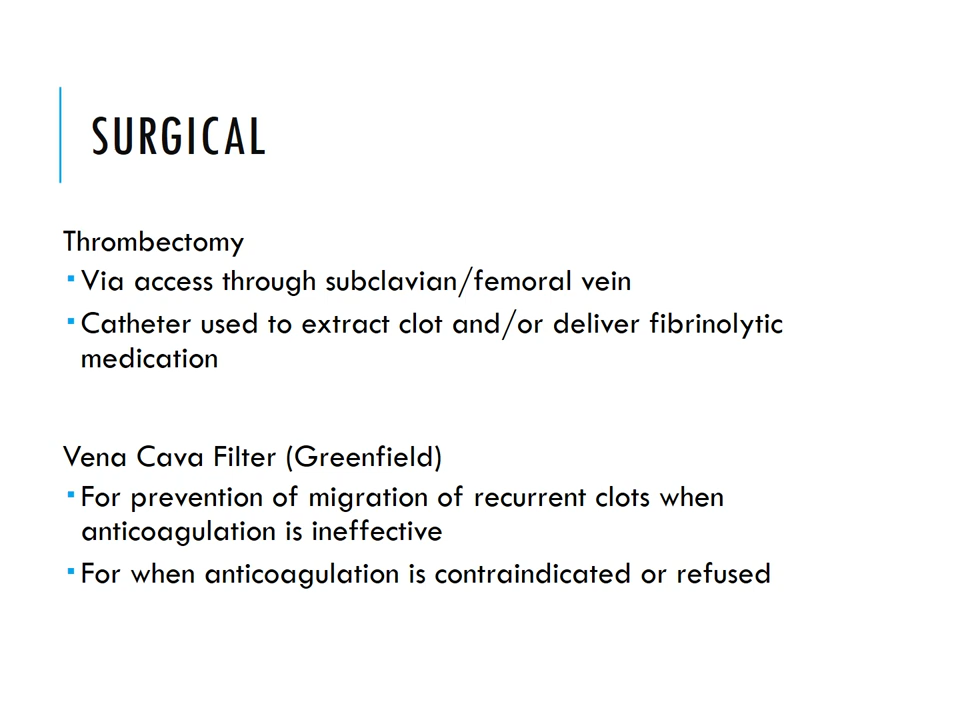 SURGICAL
Thrombectomy
▪ Via access through subclavian/femoral vein
▪ Catheter used to extract clot and/or deliver fibrinolytic
medication
Vena Cava Filter (Greenfield)
▪ For prevention of migration of recurrent clots when
anticoagulation is ineffective
▪ For when anticoagulation is contraindicated or refused